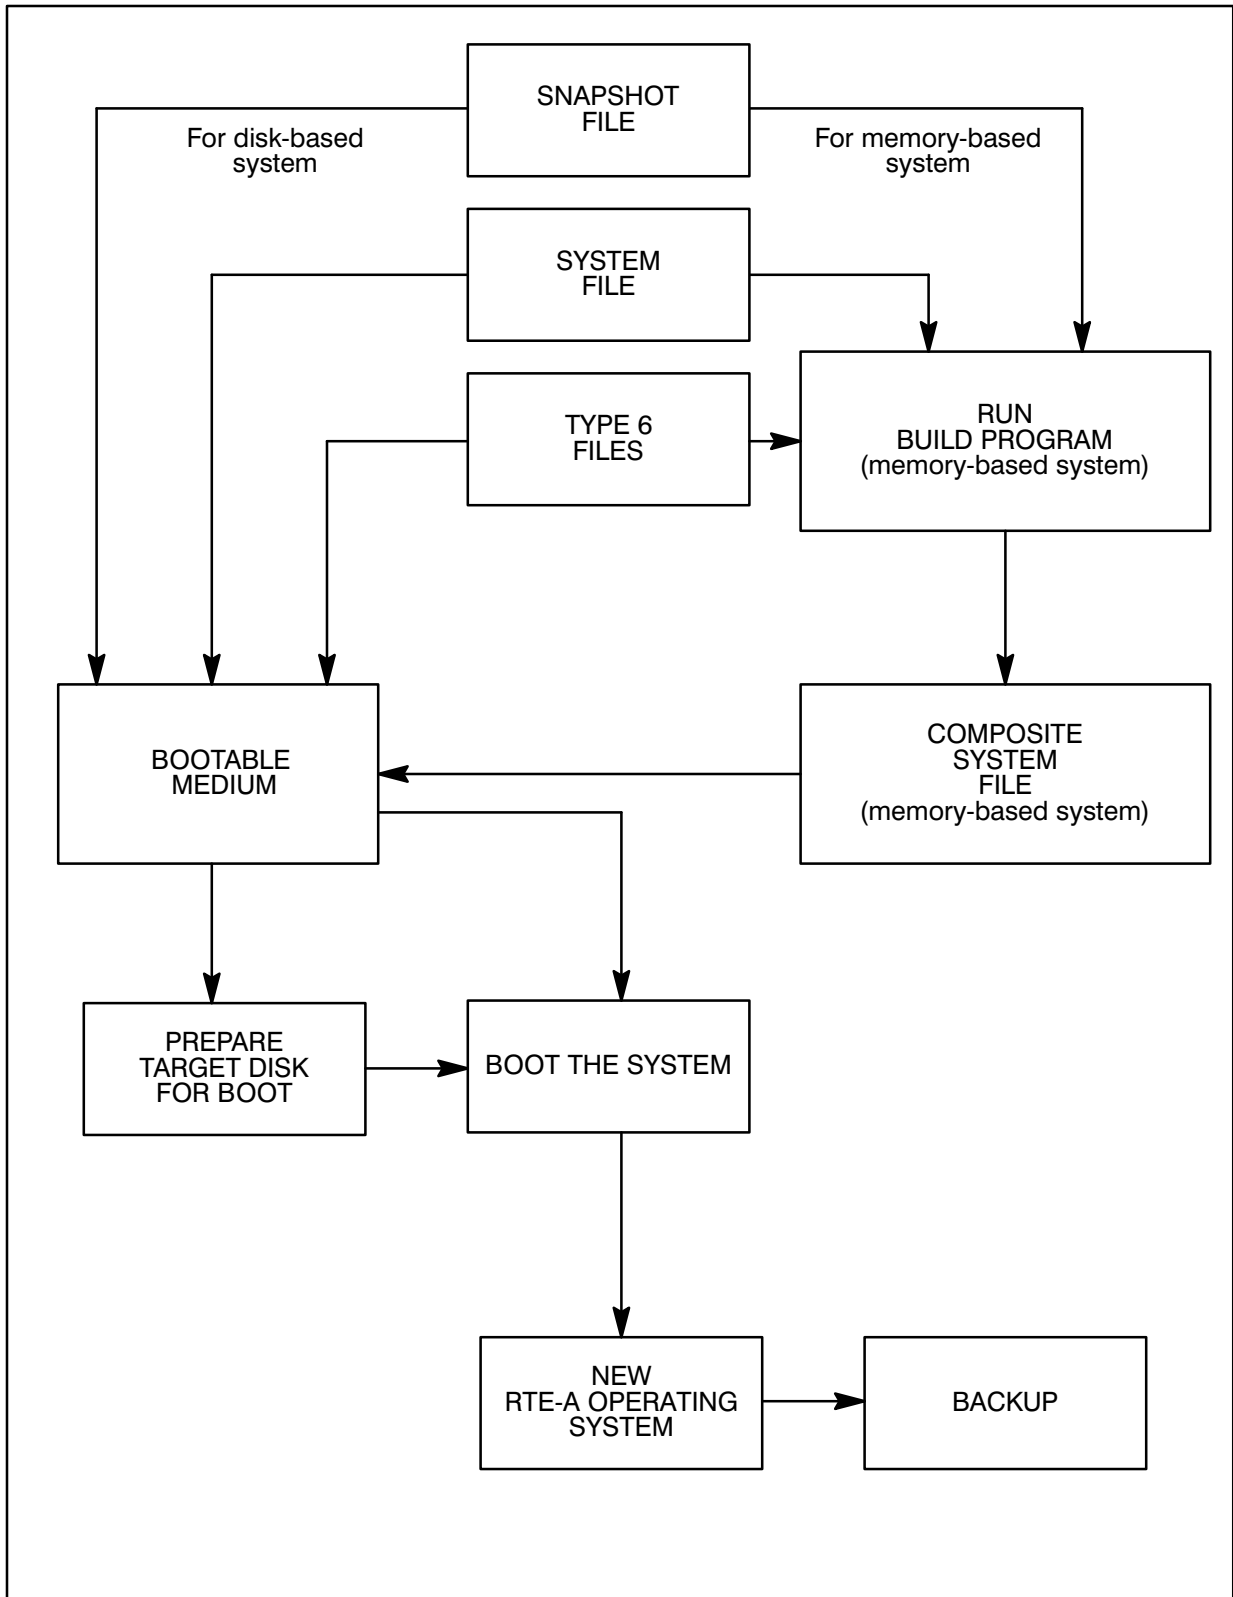 SNAPSHOT
FILE
For disk-based
system
For memory-based
system
SYSTEM
FILE
TYPE 6
FILES
RUN
BUILD PROGRAM
(memory-based system)
BOOTABLE
MEDIUM
COMPOSITE
SYSTEM
FILE
(memory-based system)
PREPARE
TARGET DISK
FOR BOOT
BOOT THE SYSTEM
NEW
RTE-A OPERATING
SYSTEM
BACKUP